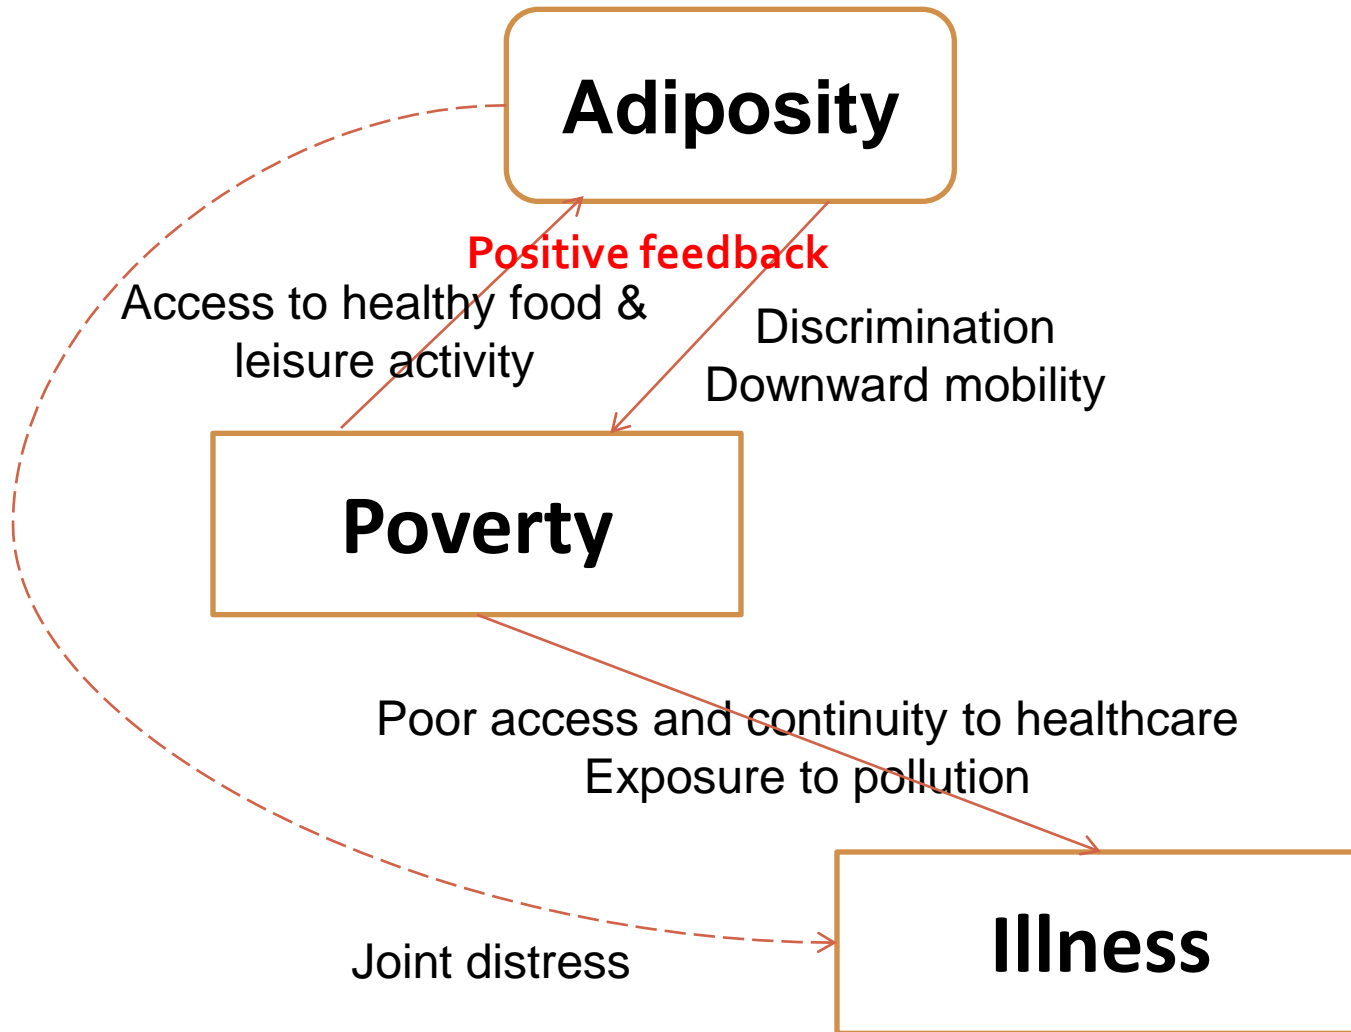 Adiposity
Positive feedback
Access to healthy food &
leisure activity
Discrimination
Downward mobility
Poverty
Poor access and continuity to healthcare
Exposure to pollution
Joint distress
Illness